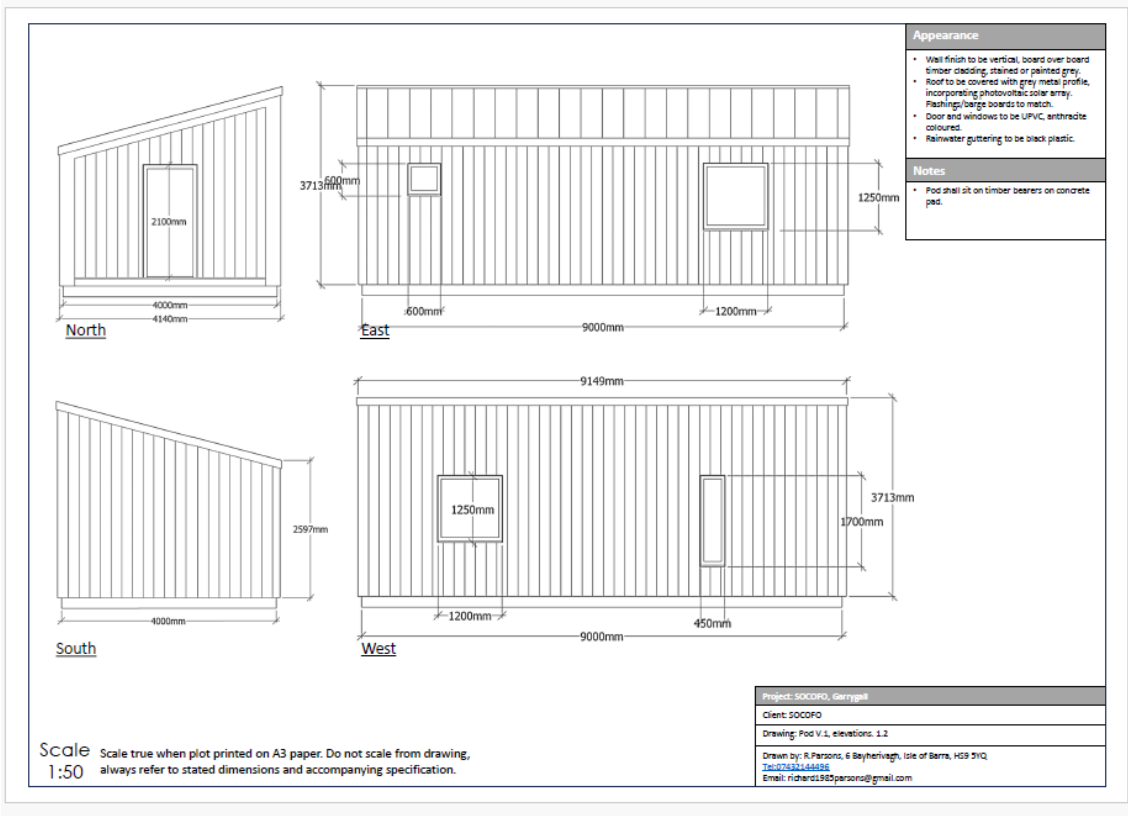 Appearance
• Wall finish to be vertical, board over board
timber cladding, stained or painted grey.
• Roof to be covered with grey metal profile,
incorporating photovoltaic solar array.
Flashings/barge boards to match.
• Door and windows to be UPVC, anthracite
coloured.
• Rainwater guttering to be black plastic.
Notes
• Pod shall sit on timber bearers on concrete
pad.
2100mm
4000mm
4140mm
North
3713mm
600mm
1250mm
600mm
1200mm
9000mm
East
2597mm
4000mm
South
9149mm
1250mm
3713mm
1700mm
1200mm
450mm
9000mm
West
Scale
1:50
Scale true when plot printed on A3 paper. Do not scale from drawing,
always refer to stated dimensions and accompanying specification.
Project: SOCOFO, Garrygall
Client: SOCOFO
Drawing: Pod V.1, elevations. 1.2
Drawn by: R.Parsons, 6 Bayherivagh, Isle of Barra, HS9 5YQ
Tel:07432144496
Email: richard1985parsons@gmail.com